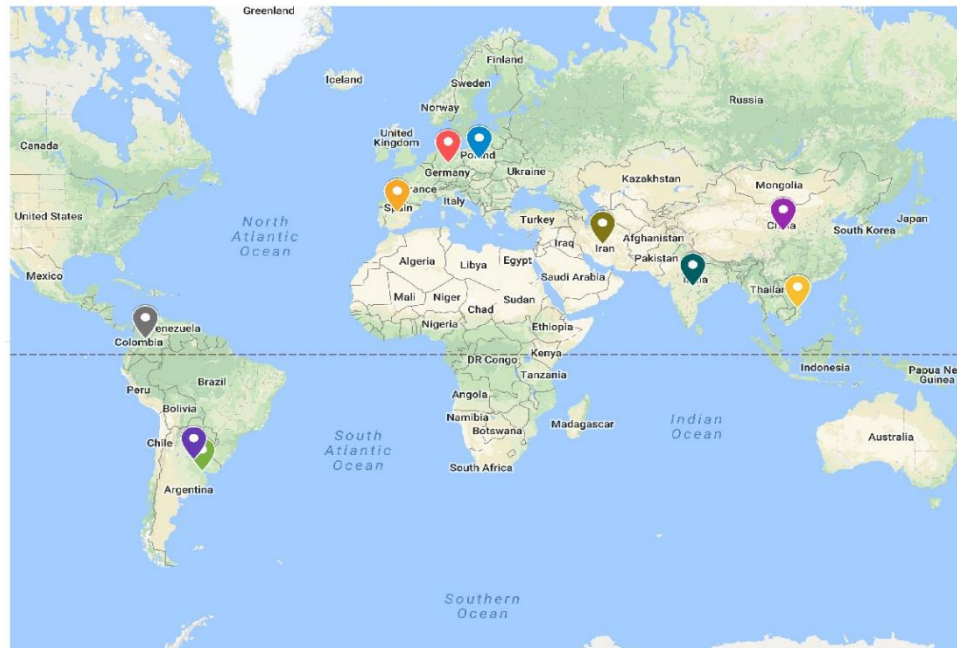 Greenland
Iceland
Finland
Sweden
Norway
Russia
United
Kingdom
Canada
Poland
Germany
Ukraine
Kazakhstan
Mongolia
France
Italy
Spain
United States
North
Atlantic
Ocean
Turkey
China
South Korea
Japan
Iraq
Iran
Afghanistan
Pakistan
Algeria
Libya
Egypt
Saudi Arabia
India
Mexico
Mali
Niger
Chad
Sudan
Thailand
Nigeria
Ethiopia
Venezuela
Colombia
DR Congo
Kenya
Tanzania
Indonesia
Papua New
Guinea
Peru
Brazil
Angola
Bolivia
Namibia
Botswana
Madagascar
Indian
Ocean
Chile
South
Atlantic
Ocean
South Africa
Australia
Argentina
Southern
Ocean